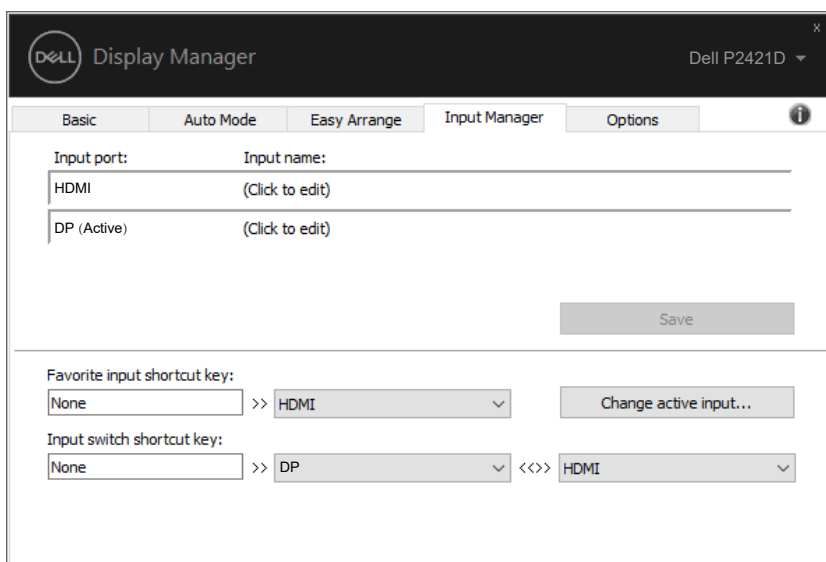 x
DELL Display Manager Dell P2421D
Basic Auto Mode Easy Arrange Input Manager Options i
Input port: Input name:
HDMI (Click to edit)
DP (Active) (Click to edit)
Save
Favorite input shortcut key:
None >> HDMI Change active input...
Input switch shortcut key:
None >> DP <<>> HDMI